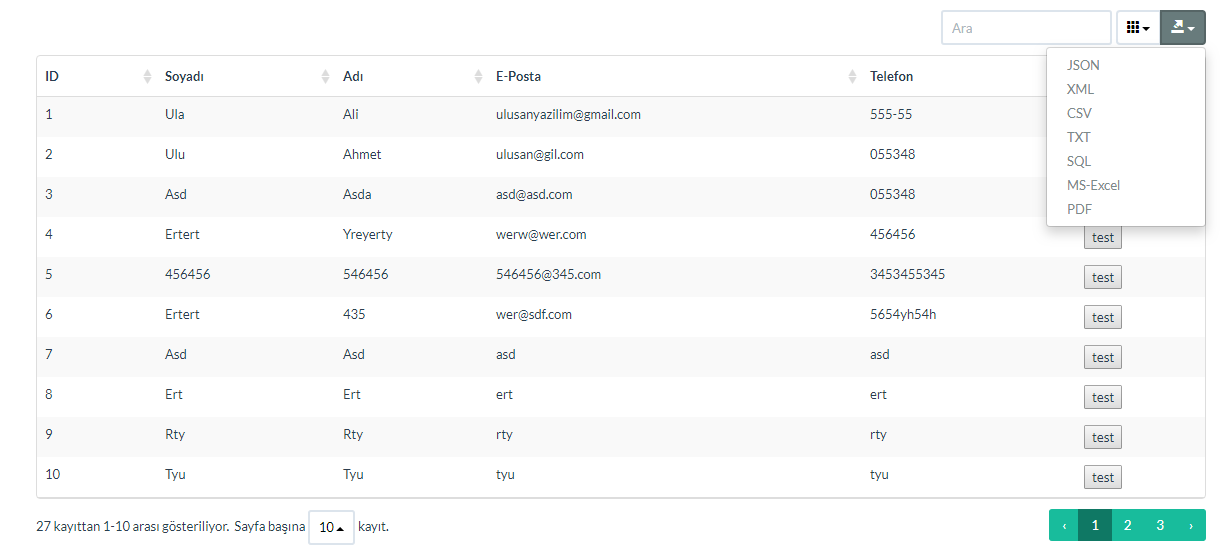 Ara
ID Soyadı Adı E-Posta Telefon
JSON
XML
CSV
TXT
SQL
MS-Excel
PDF
1 Ula Ali ulusanyazilim@gmail.com 555-55
2 Ulu Ahmet ulusan@gil.com 055348
3 Asd Asda asd@asd.com 055348
4 Ertert Yreyerty werw@wer.com 456456 test
5 456456 546456 546456@345.com 3453455345 test
6 Ertert 435 wer@sdf.com 5654yh54h test
7 Asd Asd asd asd test
8 Ert Ert ert ert test
9 Rty Rty rty rty test
10 Tyu Tyu tyu tyu test
27 kayıttan 1-10 arası gösteriliyor. Sayfa başına 10 kayıt. ‹ 1 2 3 ›